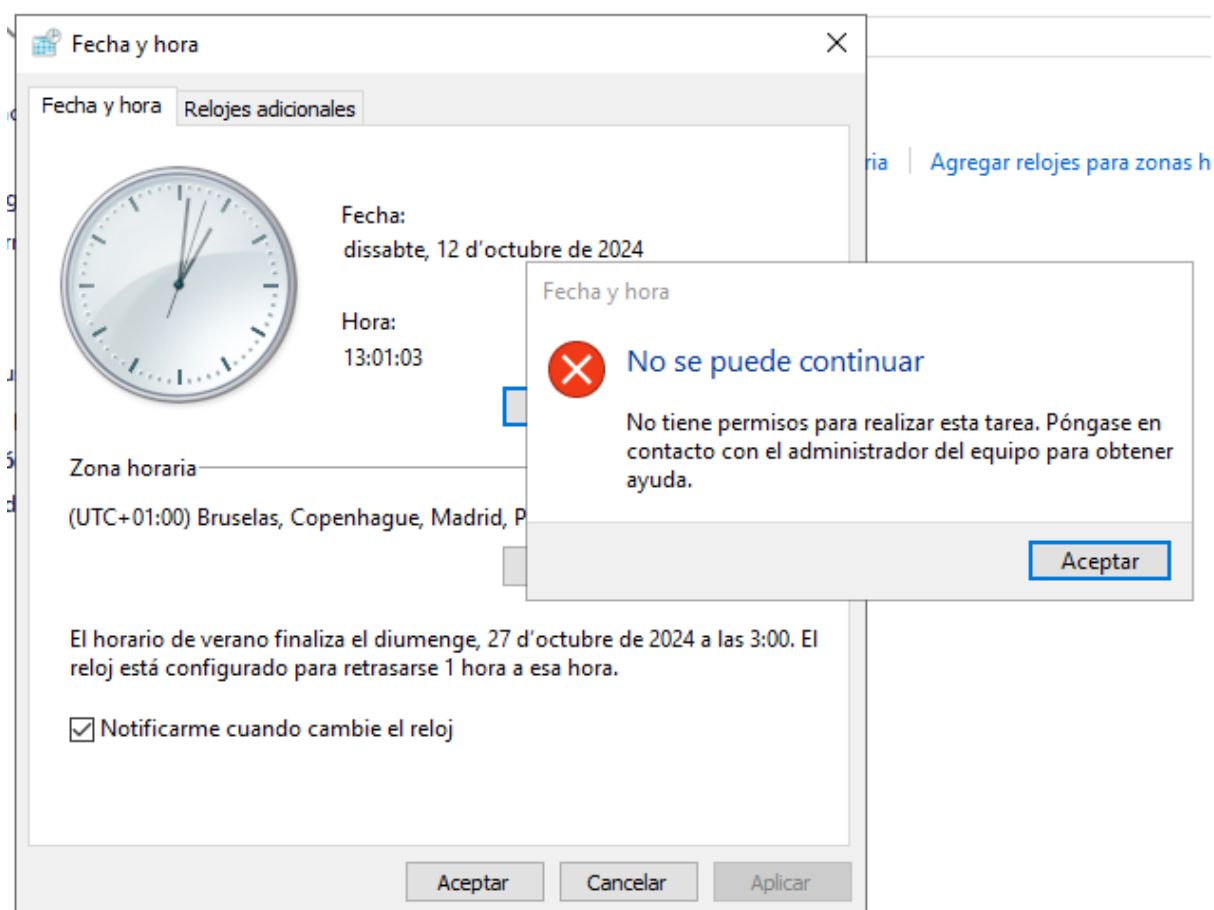 Fecha y hora
Fecha y hora
Relojes adicionales
Agregar relojes para zonas
Fecha:
dissabte, 12 d'octubre de 2024
Hora:
13:01:03
Fecha y hora
No se puede continuar
No tiene permisos para realizar esta tarea. Póngase en
contacto con el administrador del equipo para obtener
ayuda.
Aceptar
Zona horaria
(UTC+01:00) Bruselas, Copenhague, Madrid,
El horario de verano finaliza el diumenge, 27 d'octubre de 2024 a las 3:00. El
reloj está configurado para retrasarse 1 hora a esa hora.
Notificarme cuando cambie el reloj
Aceptar
Cancelar
Aplicar